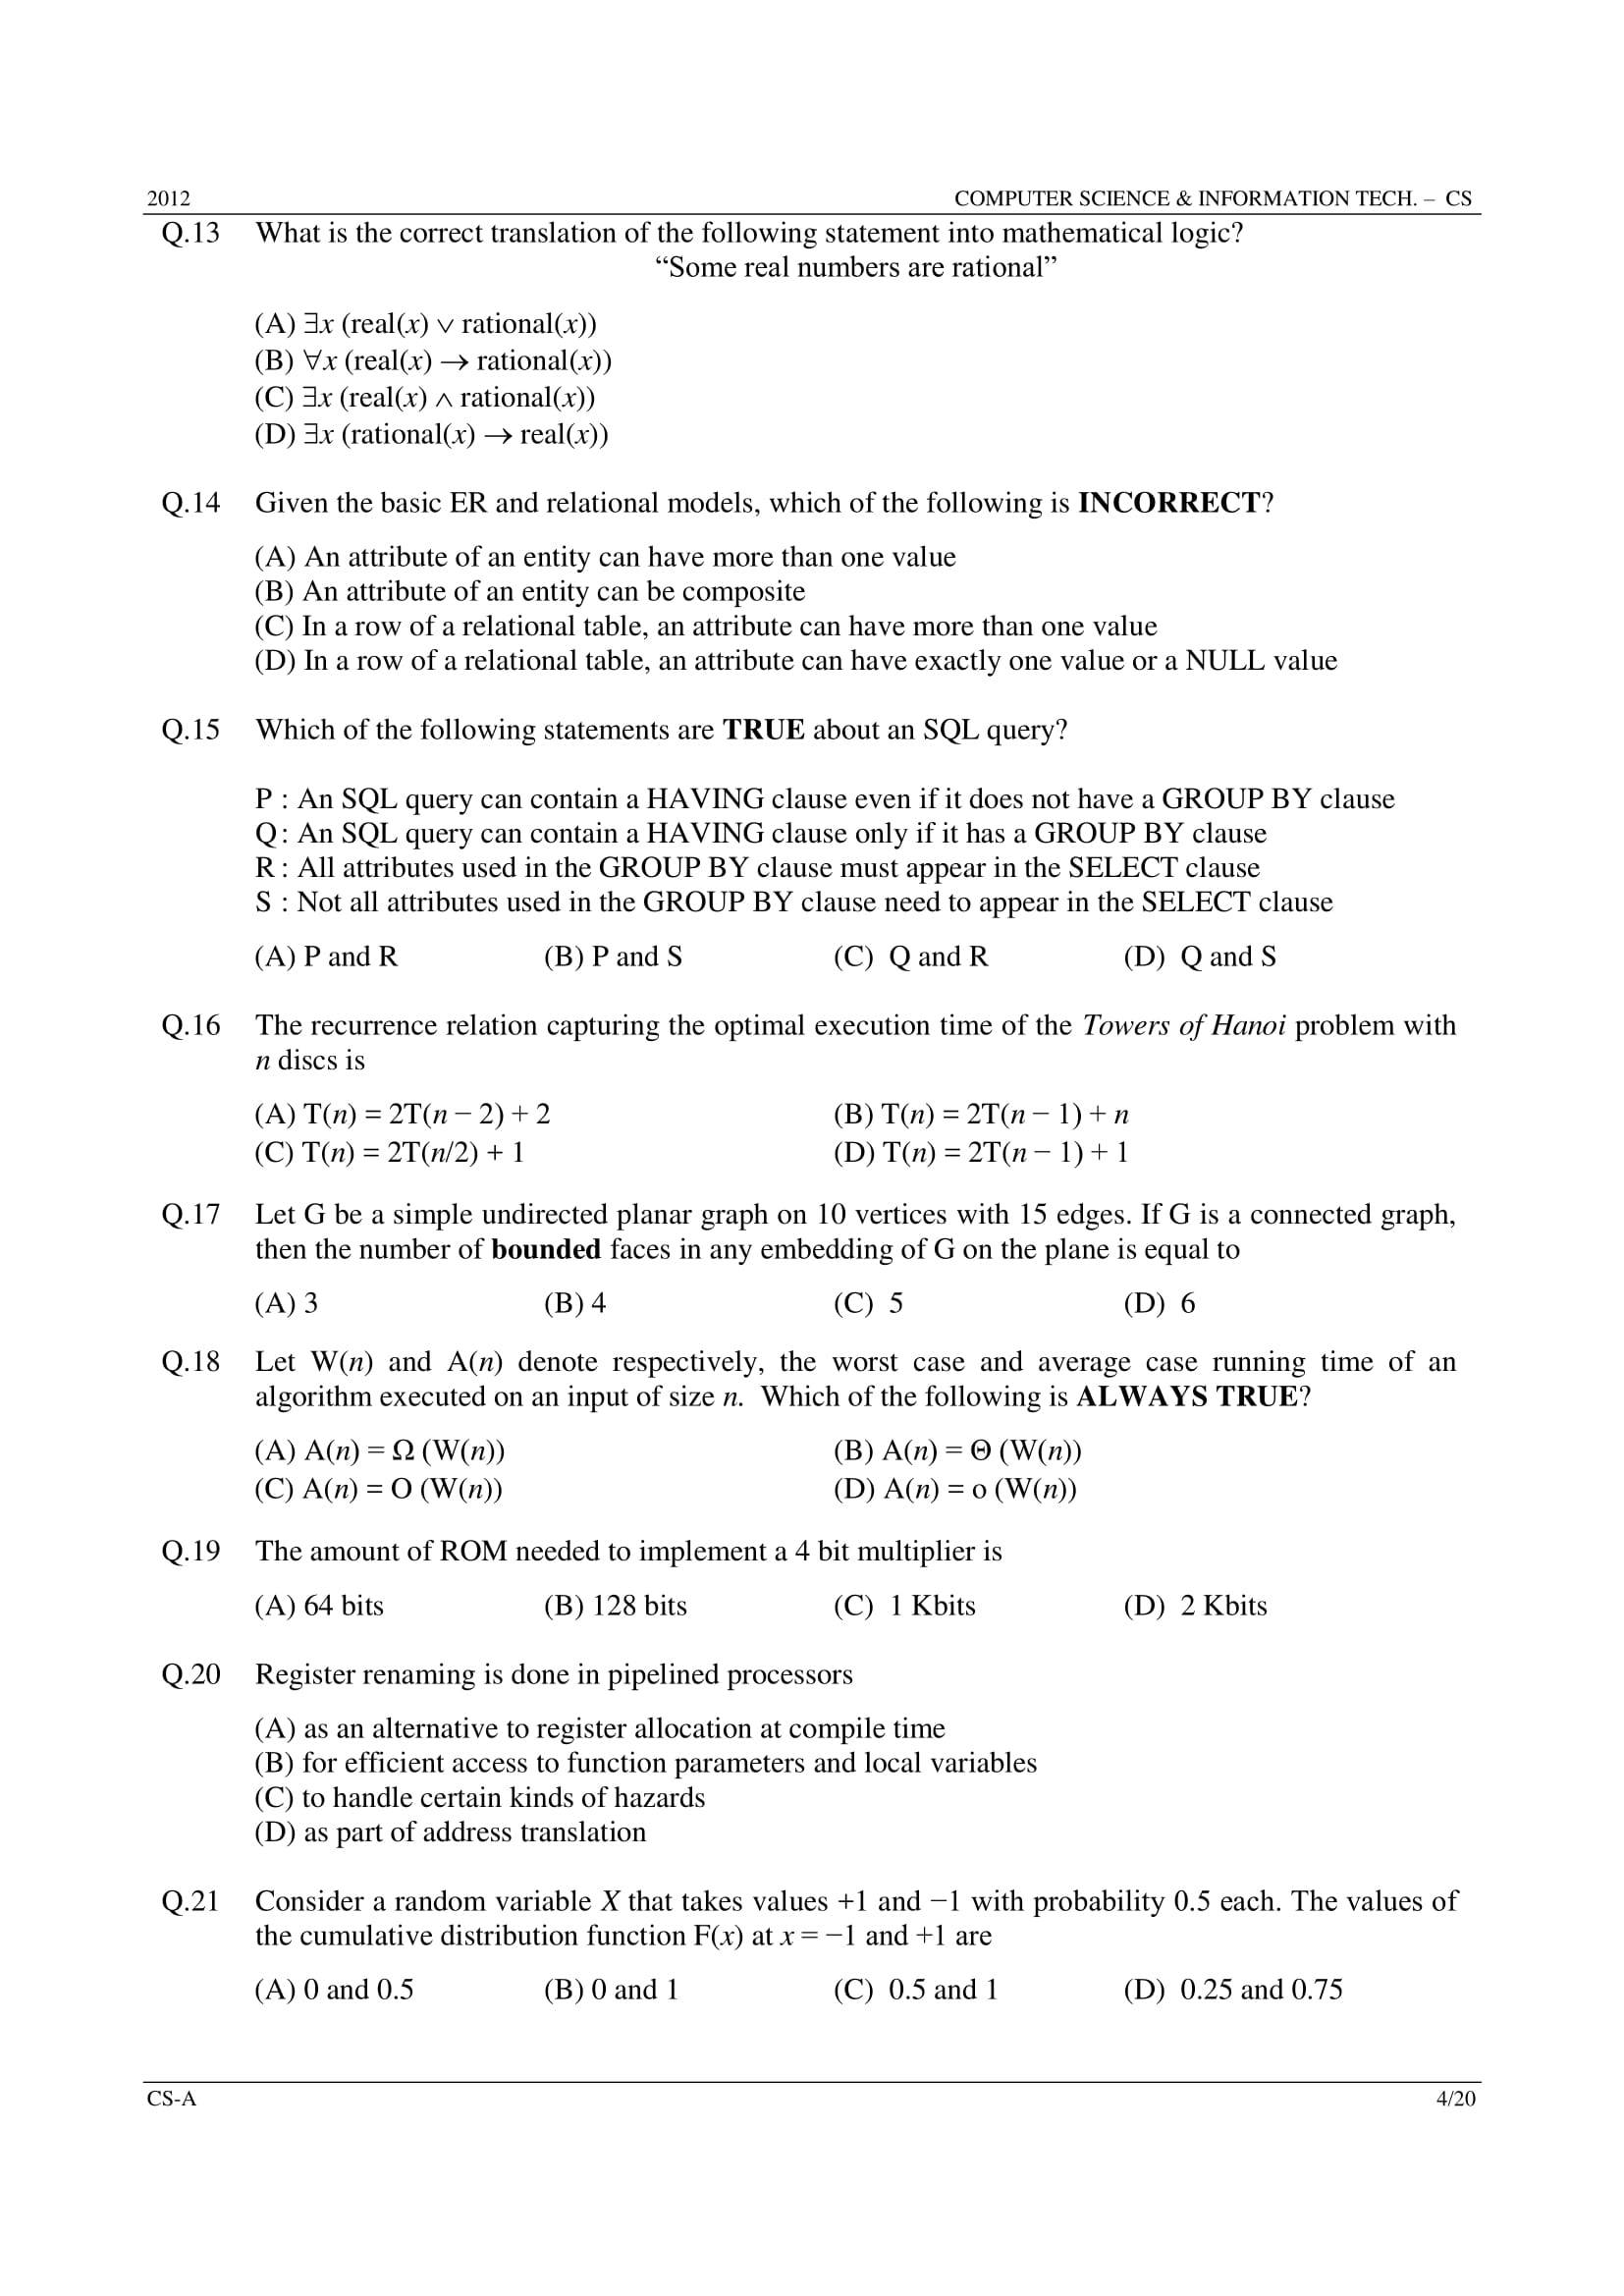 2012 COMPUTER SCIENCE & INFORMATION TECH. – CS
Q.13 What is the correct translation of the following statement into mathematical logic?
“Some real numbers are rational”
(A) ∃x (real(x) ∨ rational(x))
(B) ∀x (real(x) → rational(x))
(C) ∃x (real(x) ∧ rational(x))
(D) ∃x (rational(x) → real(x))
Q.14 Given the basic ER and relational models, which of the following is INCORRECT?
(A) An attribute of an entity can have more than one value
(B) An attribute of an entity can be composite
(C) In a row of a relational table, an attribute can have more than one value
(D) In a row of a relational table, an attribute can have exactly one value or a NULL value
Q.15 Which of the following statements are TRUE about an SQL query?
P : An SQL query can contain a HAVING clause even if it does not have a GROUP BY clause
Q : An SQL query can contain a HAVING clause only if it has a GROUP BY clause
R : All attributes used in the GROUP BY clause must appear in the SELECT clause
S : Not all attributes used in the GROUP BY clause need to appear in the SELECT clause
(A) P and R (B) P and S (C) Q and R (D) Q and S
Q.16 The recurrence relation capturing the optimal execution time of the Towers of Hanoi problem with
n discs is
(A) T(n) = 2T(n − 2) + 2 (B) T(n) = 2T(n − 1) + n
(C) T(n) = 2T(n/2) + 1 (D) T(n) = 2T(n − 1) + 1
Q.17 Let G be a simple undirected planar graph on 10 vertices with 15 edges. If G is a connected graph,
then the number of bounded faces in any embedding of G on the plane is equal to
(A) 3 (B) 4 (C) 5 (D) 6
Q.18 Let W(n) and A(n) denote respectively, the worst case and average case running time of an
algorithm executed on an input of size n. Which of the following is ALWAYS TRUE?
(A) A(n) = Ω (W(n)) (B) A(n) = Θ (W(n))
(C) A(n) = O (W(n)) (D) A(n) = o (W(n))
Q.19 The amount of ROM needed to implement a 4 bit multiplier is
(A) 64 bits (B) 128 bits (C) 1 Kbits (D) 2 Kbits
Q.20 Register renaming is done in pipelined processors
(A) as an alternative to register allocation at compile time
(B) for efficient access to function parameters and local variables
(C) to handle certain kinds of hazards
(D) as part of address translation
Q.21 Consider a random variable X that takes values +1 and −1 with probability 0.5 each. The values of
the cumulative distribution function F(x) at x = −1 and +1 are
(A) 0 and 0.5 (B) 0 and 1 (C) 0.5 and 1 (D) 0.25 and 0.75
CS-A 4/20